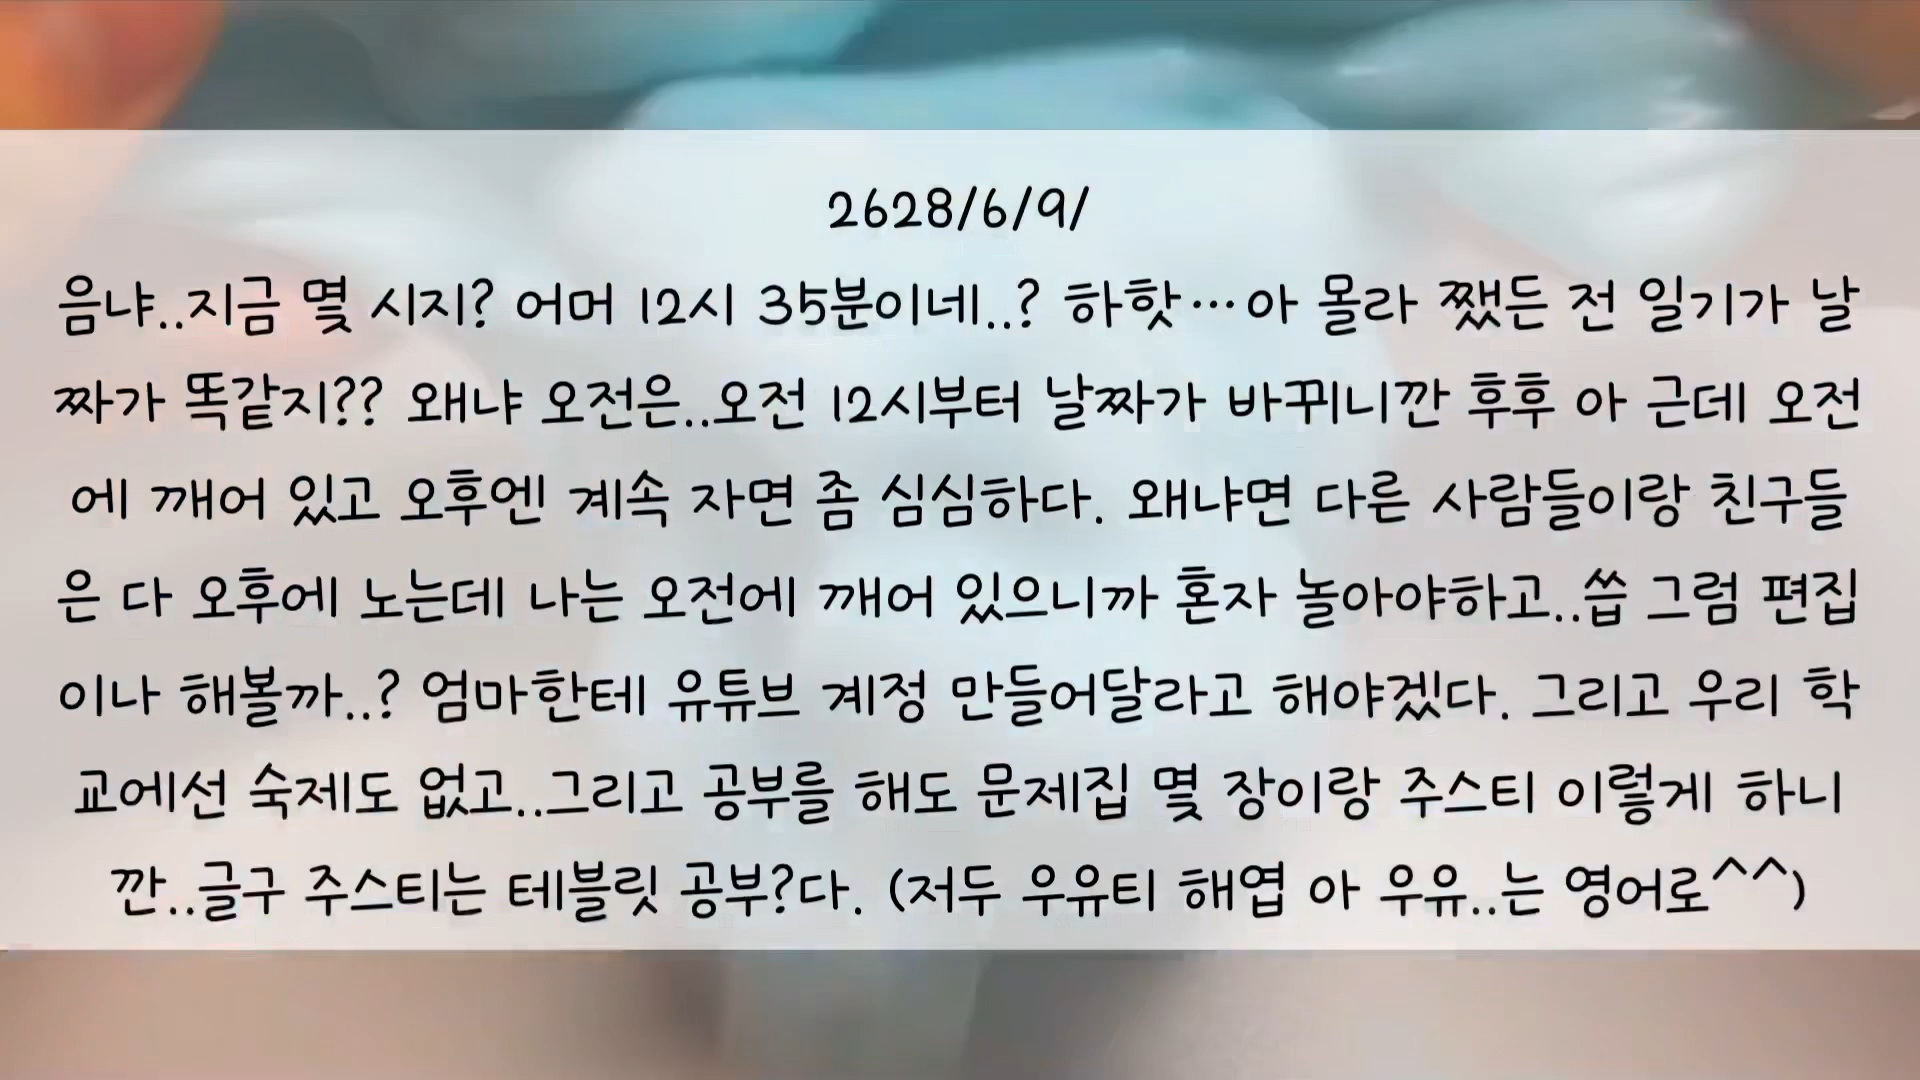 2628/6/9/
음냐..지금 몇 시지? 어머 12시 35분이네..? 하핫…아 몰라 쨌든 전 일기가 날
짜가 똑같지?? 왜냐 오전은..오전 12시부터 날짜가 바뀌니깐 후후 아 근데 오전
에 깨어 있고 오후엔 계속 자면 좀 심심하다. 왜냐면 다른 사람들이랑 친구들
은 다 오후에 노는데 나는 오전에 깨어 있으니까 혼자 놀아야하고..씁 그럼 편집
이나 해볼까..? 엄마한테 유튜브 계정 만들어달라고 해야겠다. 그리고 우리 학
교에선 숙제도 없고..그리고 공부를 해도 문제집 몇 장이랑 주스티 이렇게 하니
깐..글구 주스티는 테블릿 공부?다. (저두 우유티 해엽 아 우유..는 영어로^^)